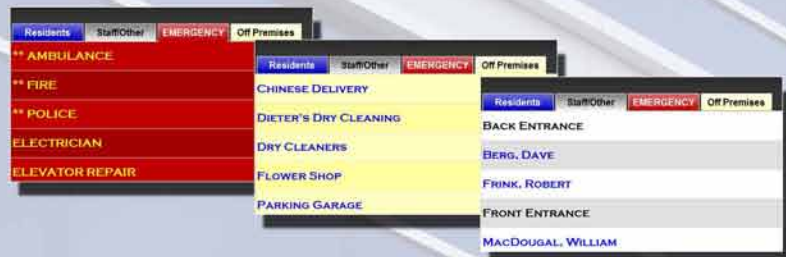 Residents Staff/Other EMERGENCY Off Premises
** AMBULANCE
** FIRE
** POLICE
ELECTRICIAN
ELEVATOR REPAIR
Residents Staff/Other EMERGENCY Off Premises
CHINESE DELIVERY
DIETER'S DRY CLEANING
DRY CLEANERS
FLOWER SHOP
PARKING GARAGE
Residents Staff/Other EMERGENCY Off Premises
BACK ENTRANCE
BERG, DAVE
FRINK, ROBERT
FRONT ENTRANCE
MACDOUGAL, WILLIAM